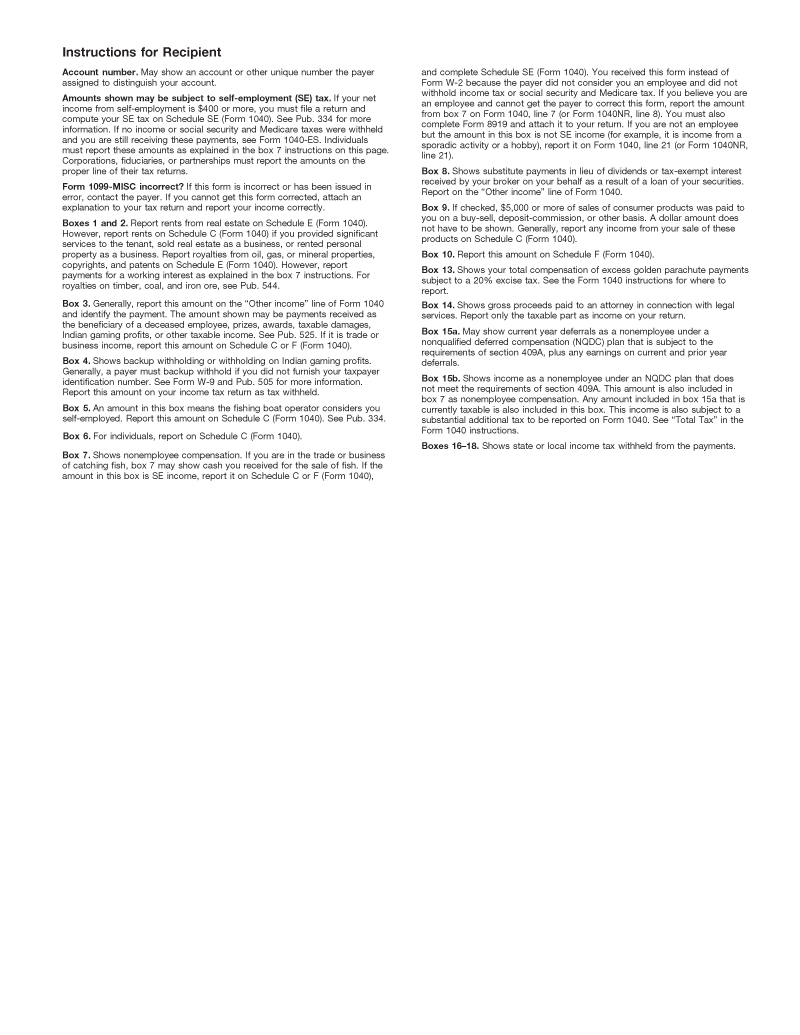 Instructions for Recipient
Account number. May show an account or other unique number the payer
assigned to distinguish your account.
Amounts shown may be subject to self-employment (SE) tax. If your net
income from self-employment is $400 or more, you must file a return and
compute your SE tax on Schedule SE (Form 1040). See Pub. 334 for more
information. If no income or social security and Medicare taxes were withheld
and you are still receiving these payments, see Form 1040-ES. Individuals
must report these amounts as explained in the box 7 instructions on this page.
Corporations, fiduciaries, or partnerships must report the amounts on the
proper line of their tax returns.
Form 1099-MISC incorrect? If this form is incorrect or has been issued in
error, contact the payer. If you cannot get this form corrected, attach an
explanation to your tax return and report your income correctly.
Boxes 1 and 2. Report rents from real estate on Schedule E (Form 1040).
However, report rents on Schedule C (Form 1040) if you provided significant
services to the tenant, sold real estate as a business, or rented personal
property as a business. Report royalties from oil, gas, or mineral properties,
copyrights, and patents on Schedule E (Form 1040). However, report
payments for a working interest as explained in the box 7 instructions. For
royalties on timber, coal, and iron ore, see Pub. 544.
Box 3. Generally, report this amount on the “Other income” line of Form 1040
and identify the payment. The amount shown may be payments received as
the beneficiary of a deceased employee, prizes, awards, taxable damages,
Indian gaming profits, or other taxable income. See Pub. 525. If it is trade or
business income, report this amount on Schedule C or F (Form 1040).
Box 4. Shows backup withholding or withholding on Indian gaming profits.
Generally, a payer must backup withhold if you did not furnish your taxpayer
identification number. See Form W-9 and Pub. 505 for more information.
Report this amount on your income tax return as tax withheld.
Box 5. An amount in this box means the fishing boat operator considers you
self-employed. Report this amount on Schedule C (Form 1040). See Pub. 334.
Box 6. For individuals, report on Schedule C (Form 1040).
Box 7. Shows nonemployee compensation. If you are in the trade or business
of catching fish, box 7 may show cash you received for the sale of fish. If the
amount in this box is SE income, report it on Schedule C or F (Form 1040),
and complete Schedule SE (Form 1040). You received this form instead of
Form W-2 because the payer did not consider you an employee and did not
withhold income tax or social security and Medicare tax. If you believe you are
an employee and cannot get the payer to correct this form, report the amount
from box 7 on Form 1040, line 7 (or Form 1040NR, line 8). You must also
complete Form 8919 and attach it to your return. If you are not an employee
but the amount in this box is not SE income (for example, it is income from a
sporadic activity or a hobby), report it on Form 1040, line 21 (or Form 1040NR,
line 21).
Box 8. Shows substitute payments in lieu of dividends or tax-exempt interest
received by your broker on your behalf as a result of a loan of your securities.
Report on the “Other income” line of Form 1040.
Box 9. If checked, $5,000 or more of sales of consumer products was paid to
you on a buy-sell, deposit-commission, or other basis. A dollar amount does
not have to be shown. Generally, report any income from your sale of these
products on Schedule C (Form 1040).
Box 10. Report this amount on Schedule F (Form 1040).
Box 13. Shows your total compensation of excess golden parachute payments
subject to a 20% excise tax. See the Form 1040 instructions for where to
report.
Box 14. Shows gross proceeds paid to an attorney in connection with legal
services. Report only the taxable part as income on your return.
Box 15a. May show current year deferrals as a nonemployee under a
nonqualified deferred compensation (NQDC) plan that is subject to the
requirements of section 409A, plus any earnings on current and prior year
deferrals.
Box 15b. Shows income as a nonemployee under an NQDC plan that does
not meet the requirements of section 409A. This amount is also included in
box 7 as nonemployee compensation. Any amount included in box 15a that is
currently taxable is also included in this box. This income is also subject to a
substantial additional tax to be reported on Form 1040. See “Total Tax” in the
Form 1040 instructions.
Boxes 16–18. Shows state or local income tax withheld from the payments.